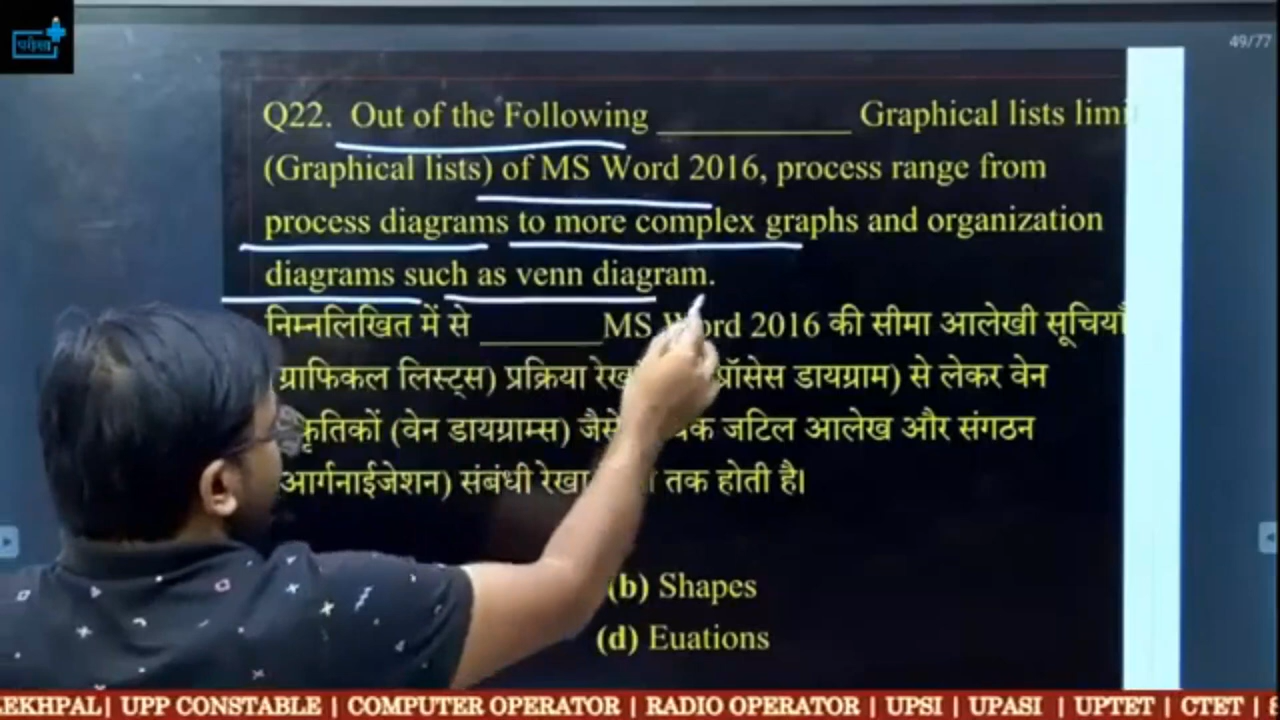 परीक्षा
49/77
Q22. Out of the Following ____________ Graphical lists limi
(Graphical lists) of MS Word 2016, process range from
process diagrams to more complex graphs and organization
diagrams such as venn diagram.
निम्नलिखित में से ________MS Word 2016 की सीमा आलेखी सूचियाँ
ग्राफिकल लिस्ट्स) प्रक्रिया डायग्राम) से लेकर वेन
(वेन डायग्राम्स) जटिल आलेख और संगठन
आर्गनाईजेशन) संबंधी तक होती है।
(b) Shapes
(d) Euations
EKHPAL| UPP CONSTABLE | COMPUTER OPERATOR | RADIO OPERATOR | UPSI | UPASI | UPTET | CTET |